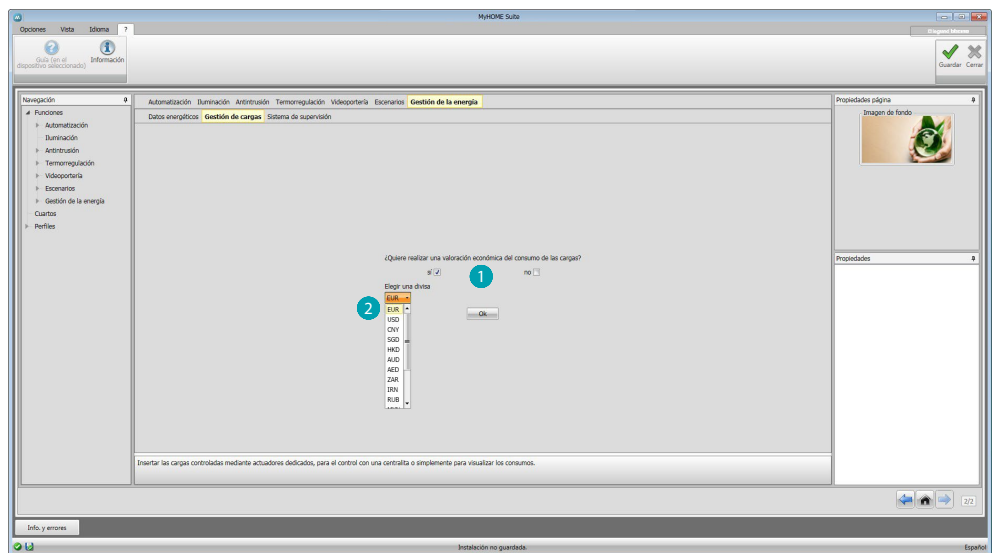 MyHOME Suite
Opciones Vista Idioma ?
Guía (en el
dispositivo seleccionado)
Información
Guardar Cerrar
Navegación
Funciones
Automatización
Iluminación
Antintrusión
Termorregulación
Videoportería
Escenarios
Gestión de la energía
Cuartos
Perfiles
Automatización Iluminación Antintrusión Termorregulación Videoportería Escenarios Gestión de la energía
Datos energéticos Gestión de cargas Sistema de supervisión
¿Quiere realizar una valoración económica del consumo de las cargas?
sí no
1
Elegir una divisa
2
EUR
EUR
USD
CNY
SGD
HKD
AUD
AED
ZAR
IRN
RUB
Ok
Insertar las cargas controladas mediante actuadores dedicados, para el control con una centralita o simplemente para visualizar los consumos.
Propiedades página
Imagen de fondo
Propiedades
2/2
Info. y errores
Instalación no guardada.
Español